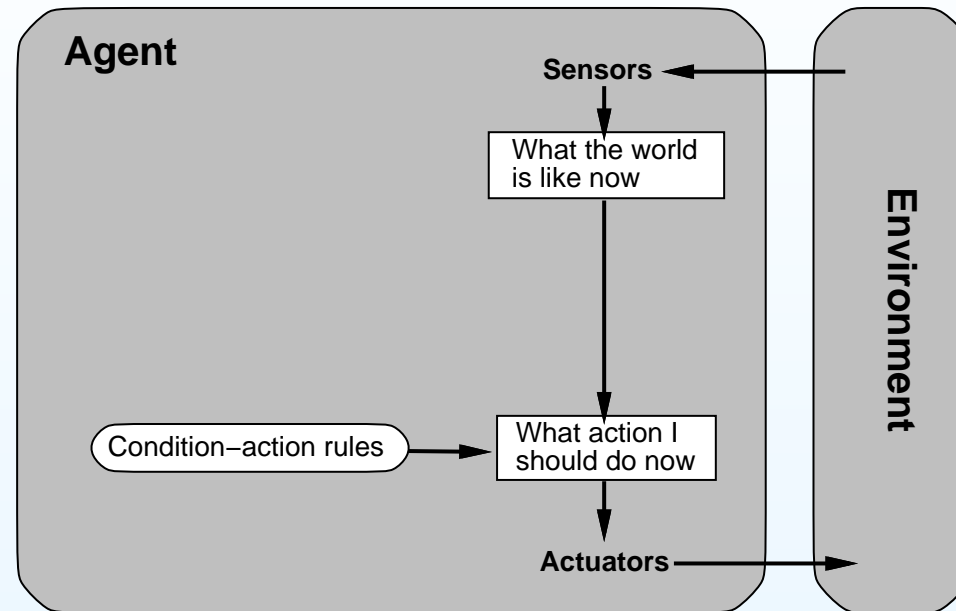 Agent
Sensors
What the world
is like now
Environment
Condition−action rules
What action I
should do now
Actuators